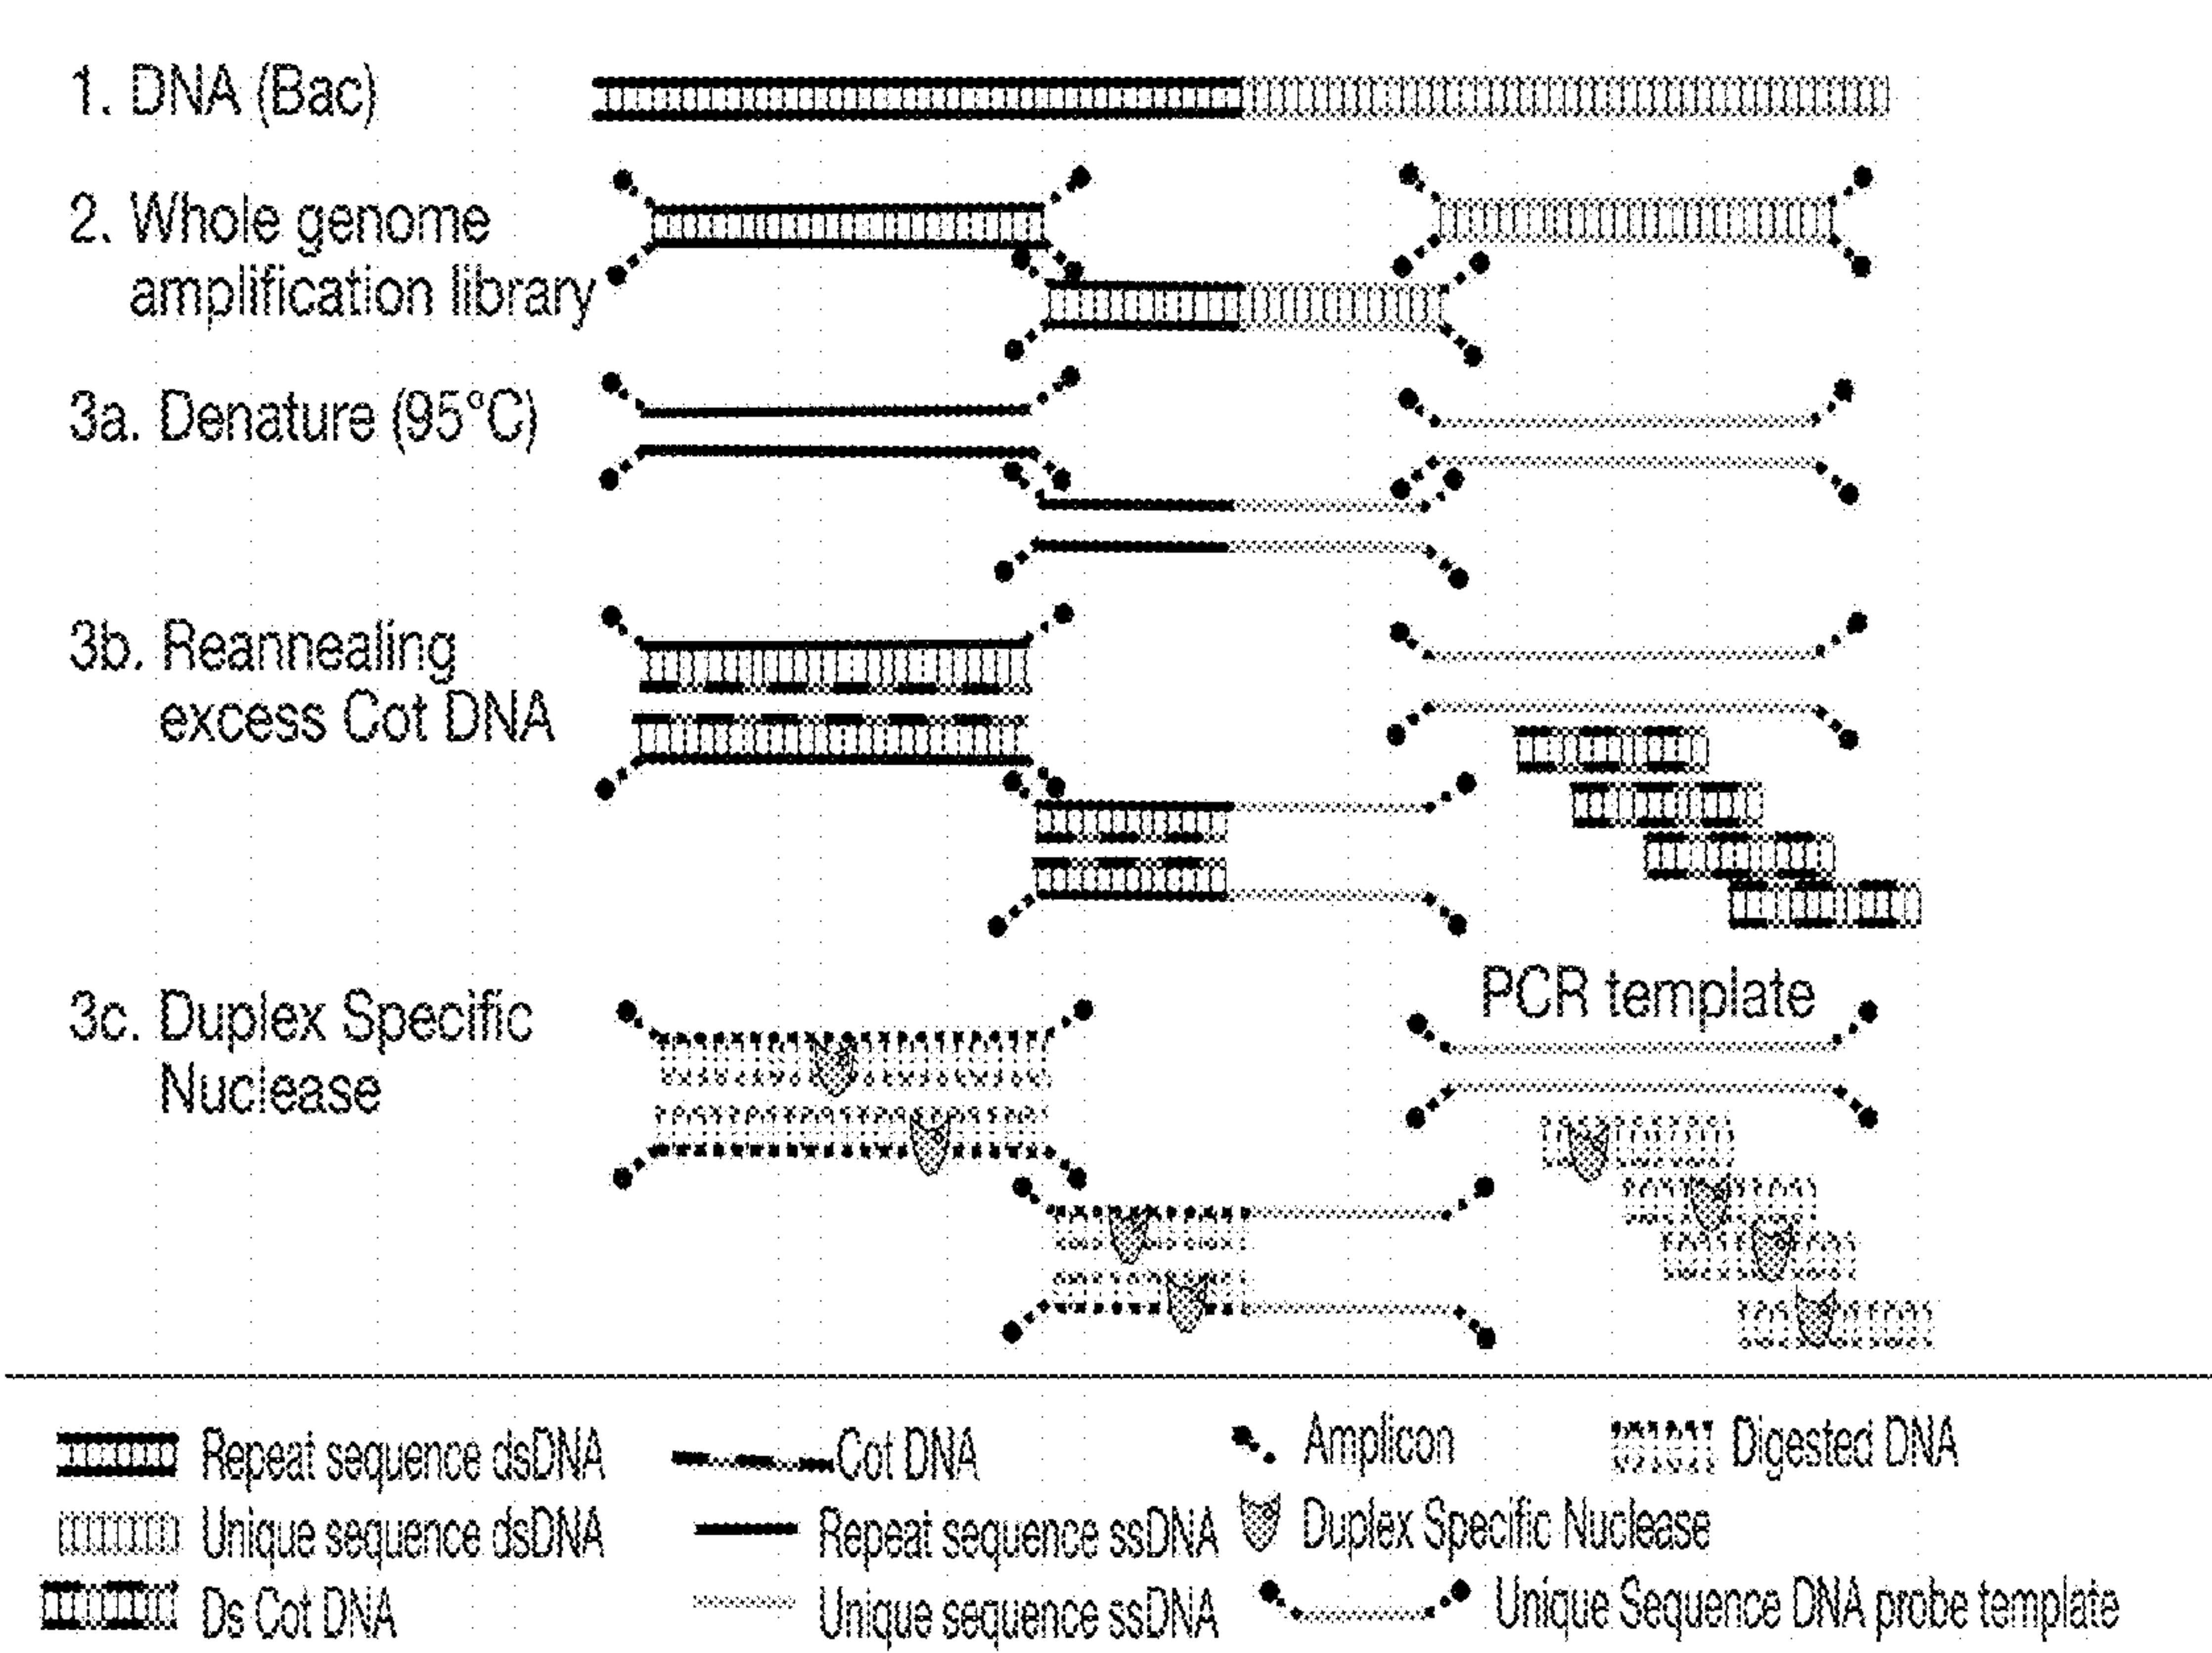 1. DNA (Bac)
2. Whole genome
amplification library
3a. Denature (95°C)
3b. Reannealing
excess Cot DNA
PCR template
3c. Duplex Specific
Nuclease
Repeat sequence dsDNA
Cot DNA
Amplicon
Digested DNA
Unique sequence dsDNA
Repeat sequence ssDNA
Duplex Specific Nuclease
Ds Cot DNA
Unique sequence ssDNA
Unique Sequence DNA probe template